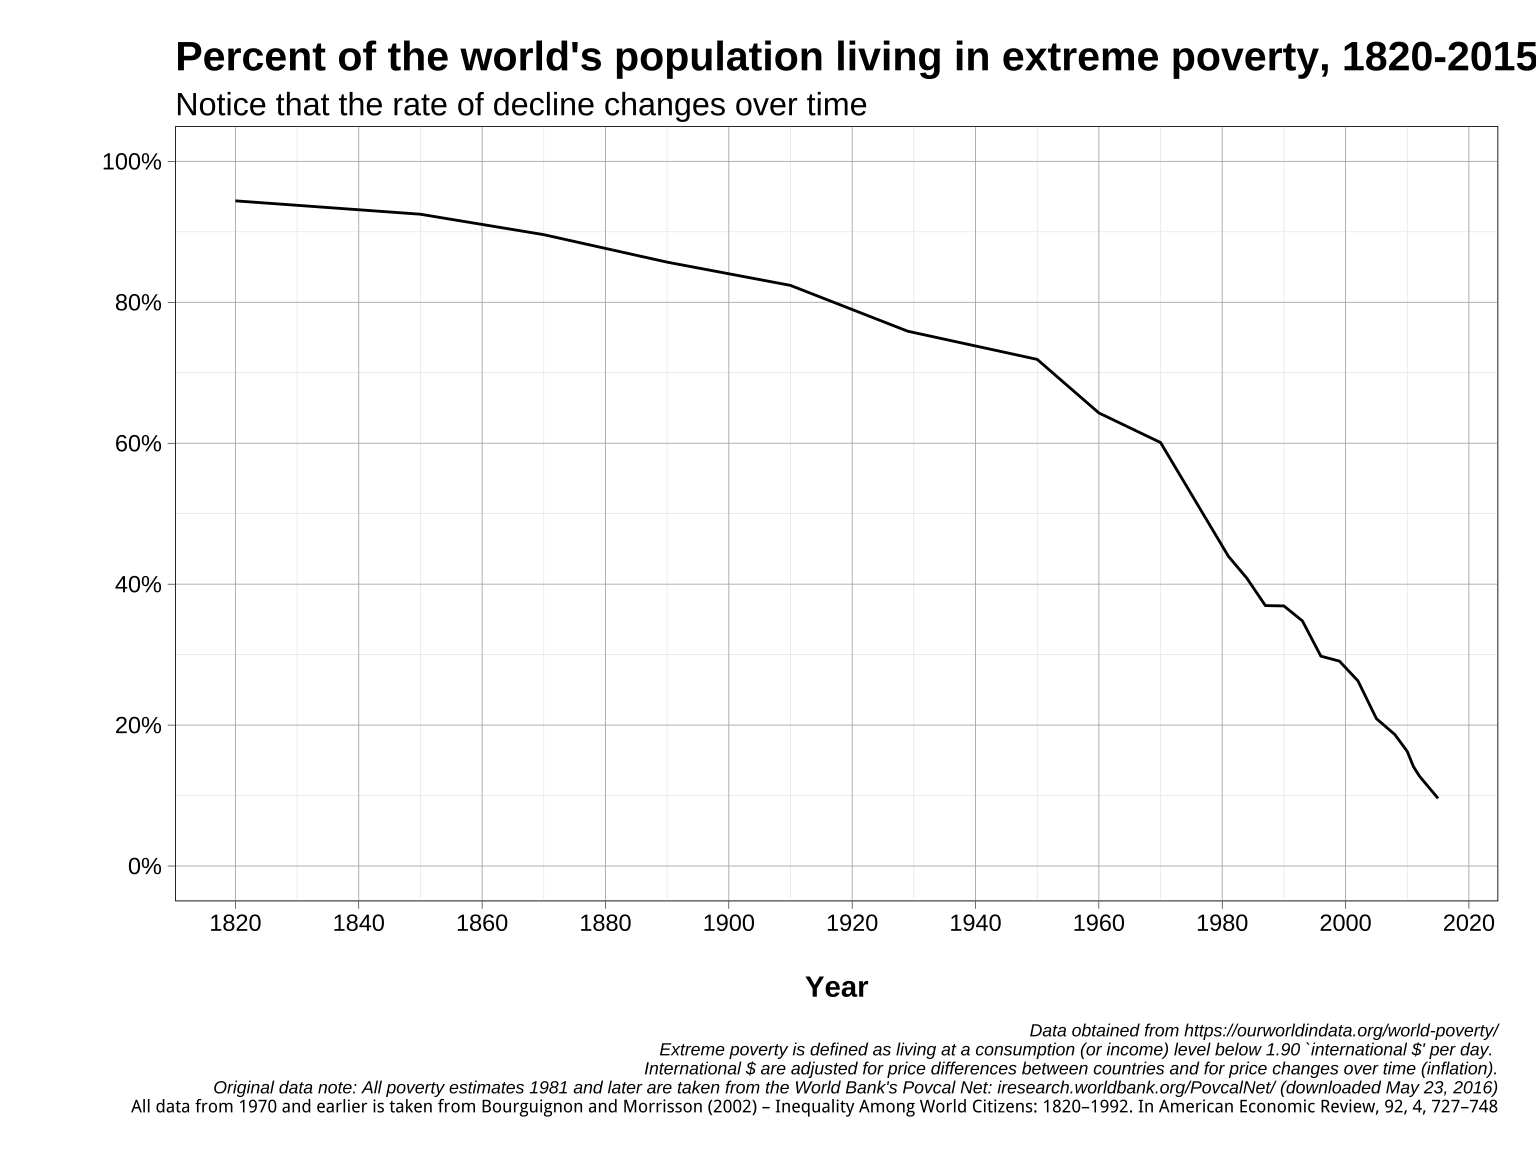 Percent of the world's population living in extreme poverty, 1820-2015
Notice that the rate of decline changes over time
100%
80%
60%
40%
20%
0%
1820 1840 1860 1880 1900 1920 1940 1960 1980 2000 2020
Year
Data obtained from https://ourworldindata.org/world-poverty/
Extreme poverty is defined as living at a consumption (or income) level below 1.90 `international $' per day.
International $ are adjusted for price differences between countries and for price changes over time (inflation).
Original data note: All poverty estimates 1981 and later are taken from the World Bank's Povcal Net: iresearch.worldbank.org/PovcalNet/ (downloaded May 23, 2016)
All data from 1970 and earlier is taken from Bourguignon and Morrisson (2002) – Inequality Among World Citizens: 1820–1992. In American Economic Review, 92, 4, 727–748